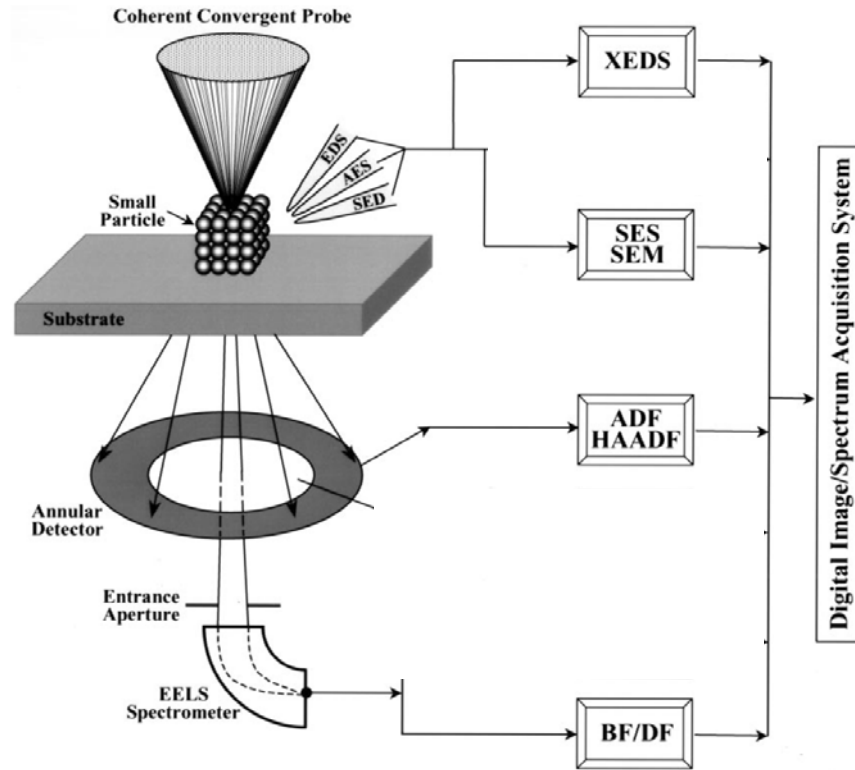 Coherent Convergent Probe
XEDS
EDS
AES
SED
Small
Particle
SES
SEM
Substrate
ADF
HAADF
Annular
Detector
Entrance
Aperture
EELS
Spectrometer
BF/DF
Digital Image/Spectrum Acquisition System